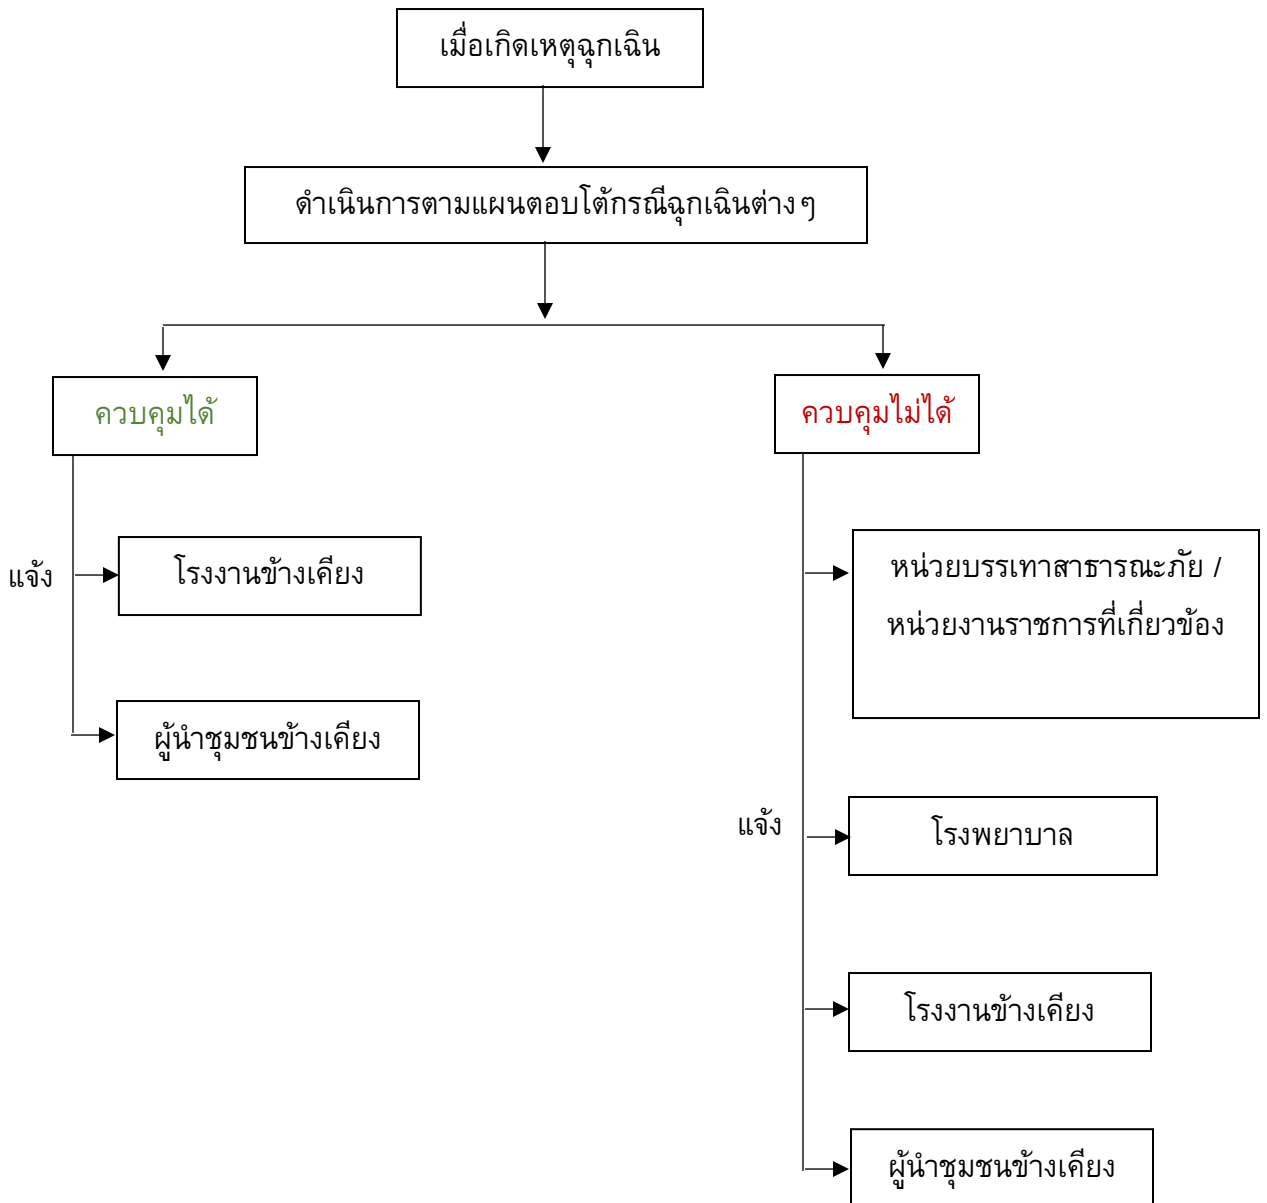 เมื่อเกิดเหตุฉุกเฉิน
ดำเนินการตามแผนตอบโต้กรณีฉุกเฉินต่างๆ
ควบคุมได้
ควบคุมไม่ได้
แจ้ง
โรงงานข้างเคียง
ผู้นำชุมชนข้างเคียง
หน่วยบรรเทาสาธารณะภัย /
หน่วยงานราชการที่เกี่ยวข้อง
แจ้ง
โรงพยาบาล
โรงงานข้างเคียง
ผู้นำชุมชนข้างเคียง